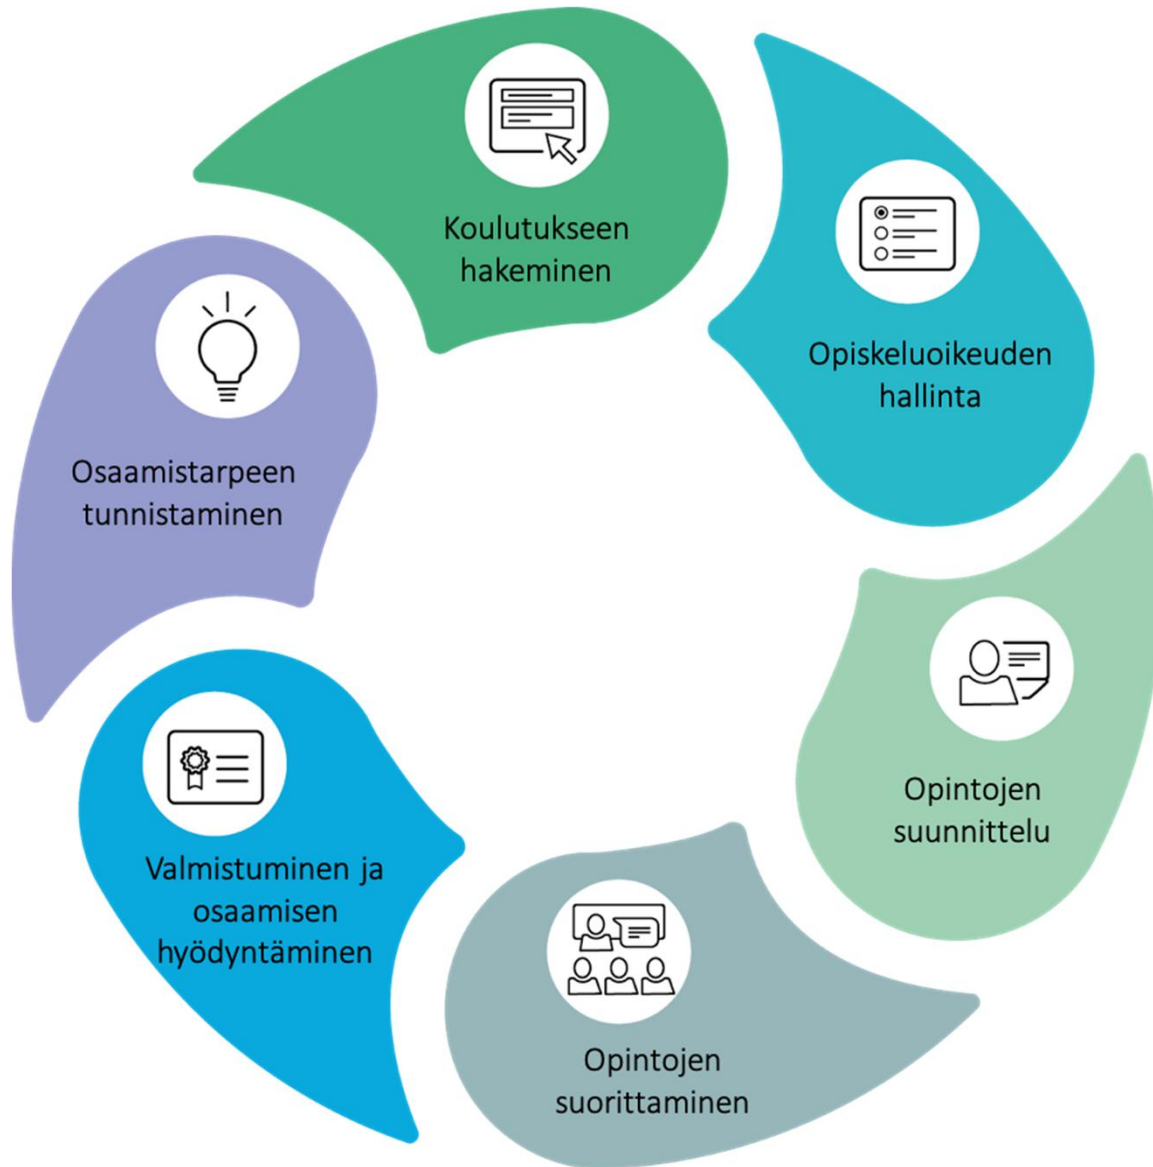 Koulutukseen
hakeminen
Opiskeluoikeuden
hallinta
Opintojen
suunnittelu
Opintojen
suorittaminen
Valmistuminen ja
osaamisen
hyödyntäminen
Osaamistarpeen
tunnistaminen